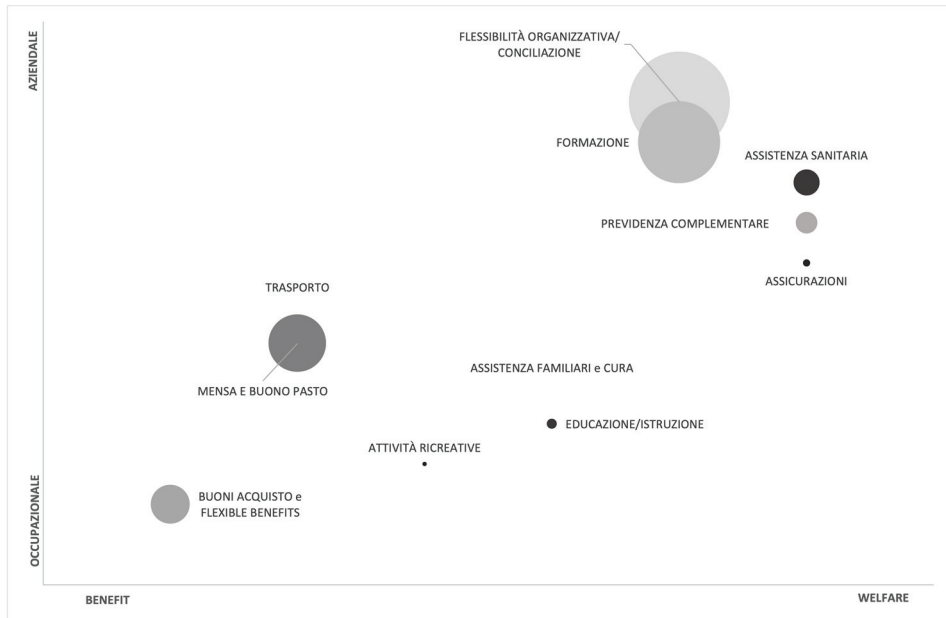 AZIENDALE
FLESSIBILITÀ ORGANIZZATIVA/
CONCILIAZIONE
FORMAZIONE
ASSISTENZA SANITARIA
PREVIDENZA COMPLEMENTARE
ASSICURAZIONI
TRASPORTO
MENSA E BUONO PASTO
ASSISTENZA FAMILIARI e CURA
EDUCAZIONE/ISTRUZIONE
ATTIVITÀ RICREATIVE
BUONI ACQUISTO e
FLEXIBLE BENEFITS
OCCUPAZIONALE
BENEFIT
WELFARE